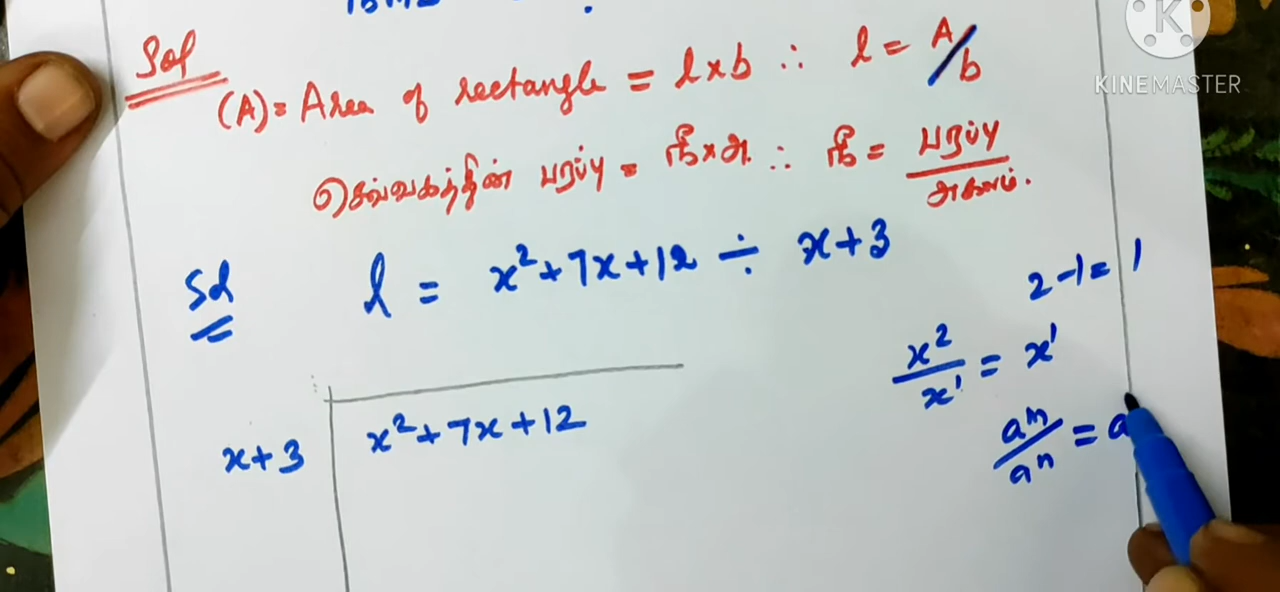 Sol
(A)= Area of rectangle = l×b ∴ l = A/b
செவ்வகத்தின் பரப்பு = நீ×அ. ∴ நீ = பரப்பு/அகலம்.
Sol l = x²+7x+12 ÷ x+3
2-1=1
x²/x¹ = x¹
x+3 x²+7x+12
aᵐ/aⁿ = a
K
KINEMASTER